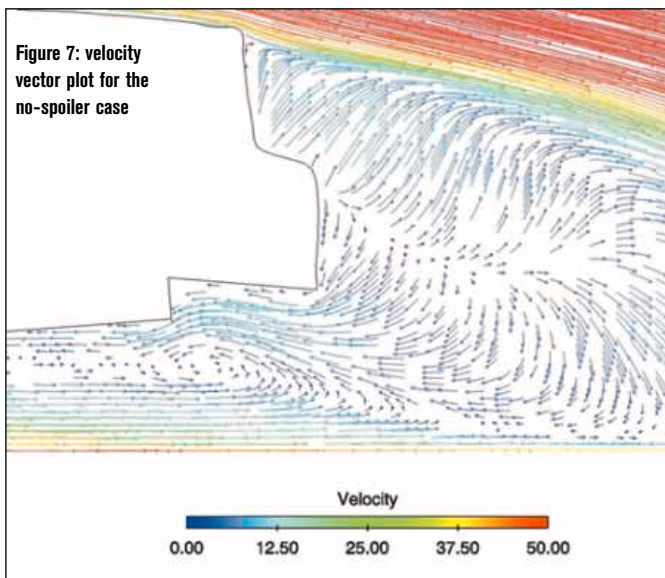 Figure 7: velocity
vector plot for the
no-spoiler case
Velocity
0.00 12.50 25.00 37.50 50.00